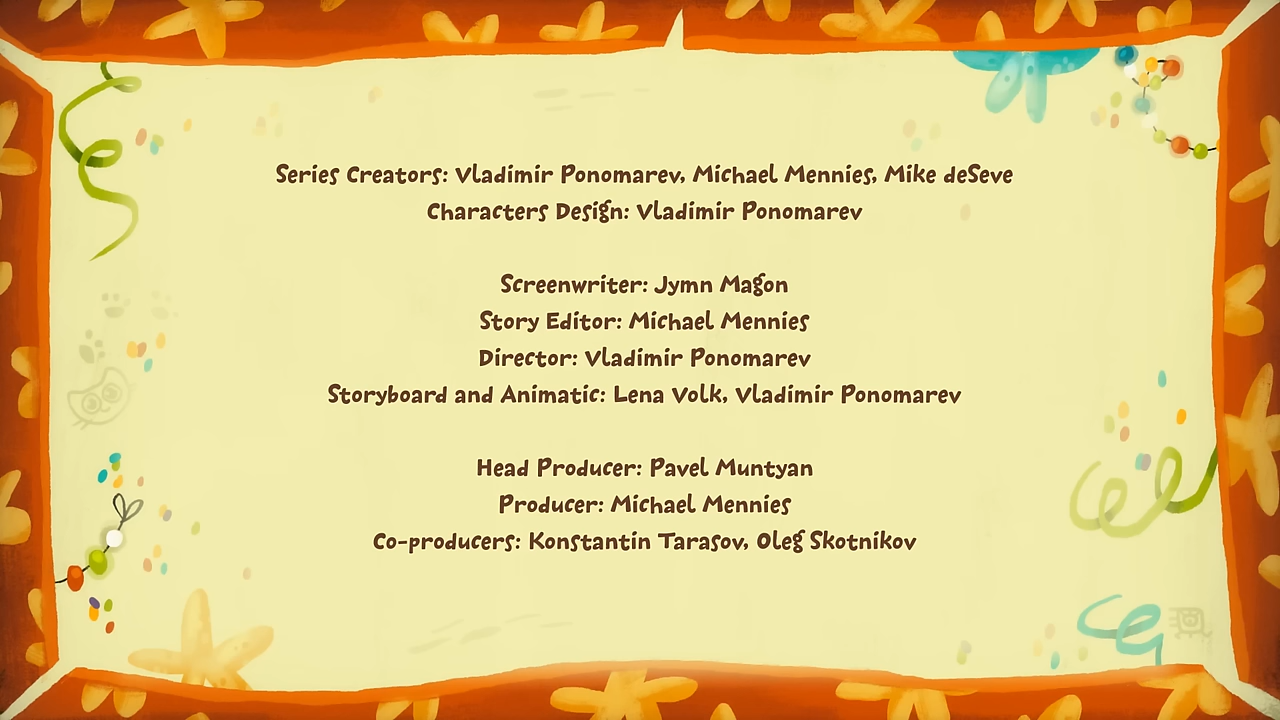 Series Creators: Vladimir Ponomarev, Michael Mennies, Mike deSeve
Characters Design: Vladimir Ponomarev
Screenwriter: Jymn Magon
Story Editor: Michael Mennies
Director: Vladimir Ponomarev
Storyboard and Animatic: Lena Volk, Vladimir Ponomarev
Head Producer: Pavel Muntyan
Producer: Michael Mennies
Co-producers: Konstantin Tarasov, Oleg Skotnikov